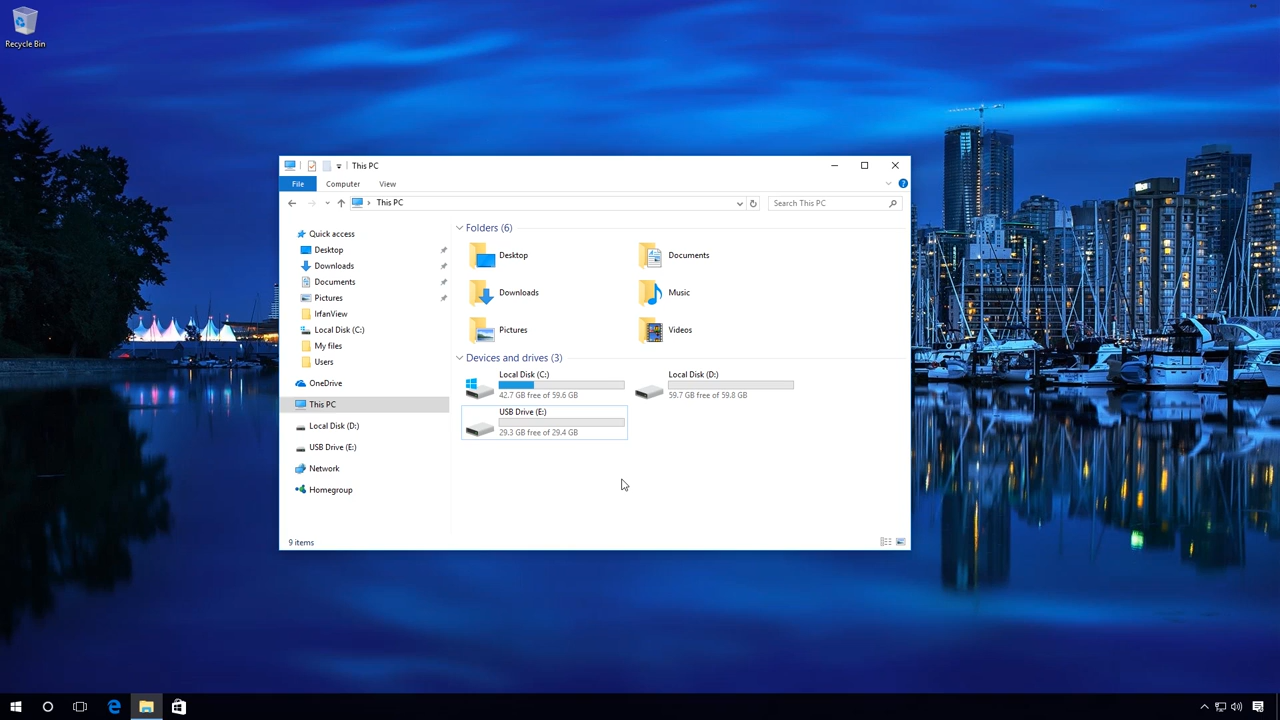 Recycle Bin
This PC
File Computer View
This PC
Search This PC
Quick access
Desktop
Downloads
Documents
Pictures
IrfanView
Local Disk (C:)
My files
Users
OneDrive
This PC
Local Disk (D:)
USB Drive (E:)
Network
Homegroup
Folders (6)
Desktop
Documents
Downloads
Music
Pictures
Videos
Devices and drives (3)
Local Disk (C:)
42.7 GB free of 59.6 GB
Local Disk (D:)
59.7 GB free of 59.8 GB
USB Drive (E:)
29.3 GB free of 29.4 GB
9 items